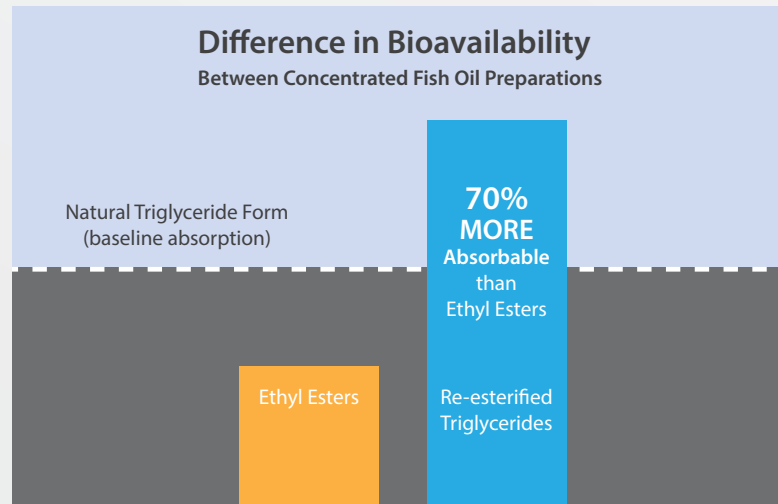 Difference in Bioavailability
Between Concentrated Fish Oil Preparations
Natural Triglyceride Form
(baseline absorption)
70%
MORE
Absorbable
than
Ethyl Esters
Ethyl Esters
Re-esterified
Triglycerides